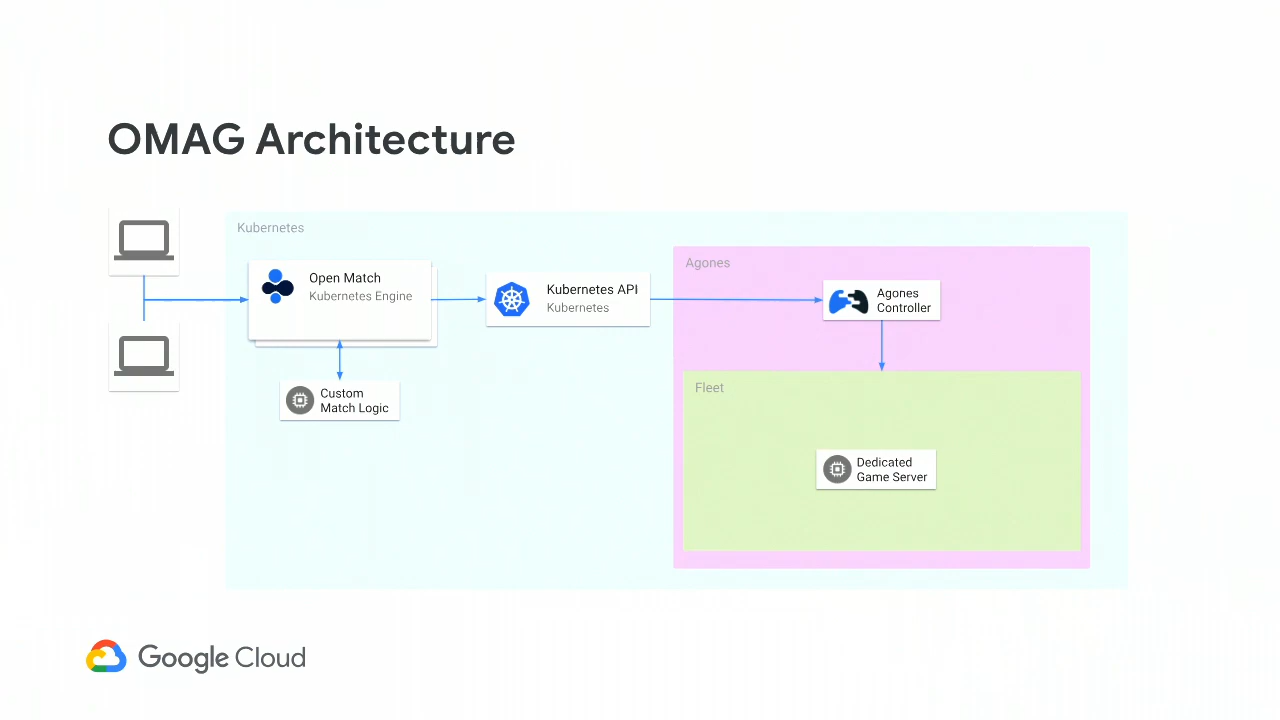 OMAG Architecture
Kubernetes
Open Match
Kubernetes Engine
Custom
Match Logic
Kubernetes API
Kubernetes
Agones
Agones
Controller
Fleet
Dedicated
Game Server
Google Cloud